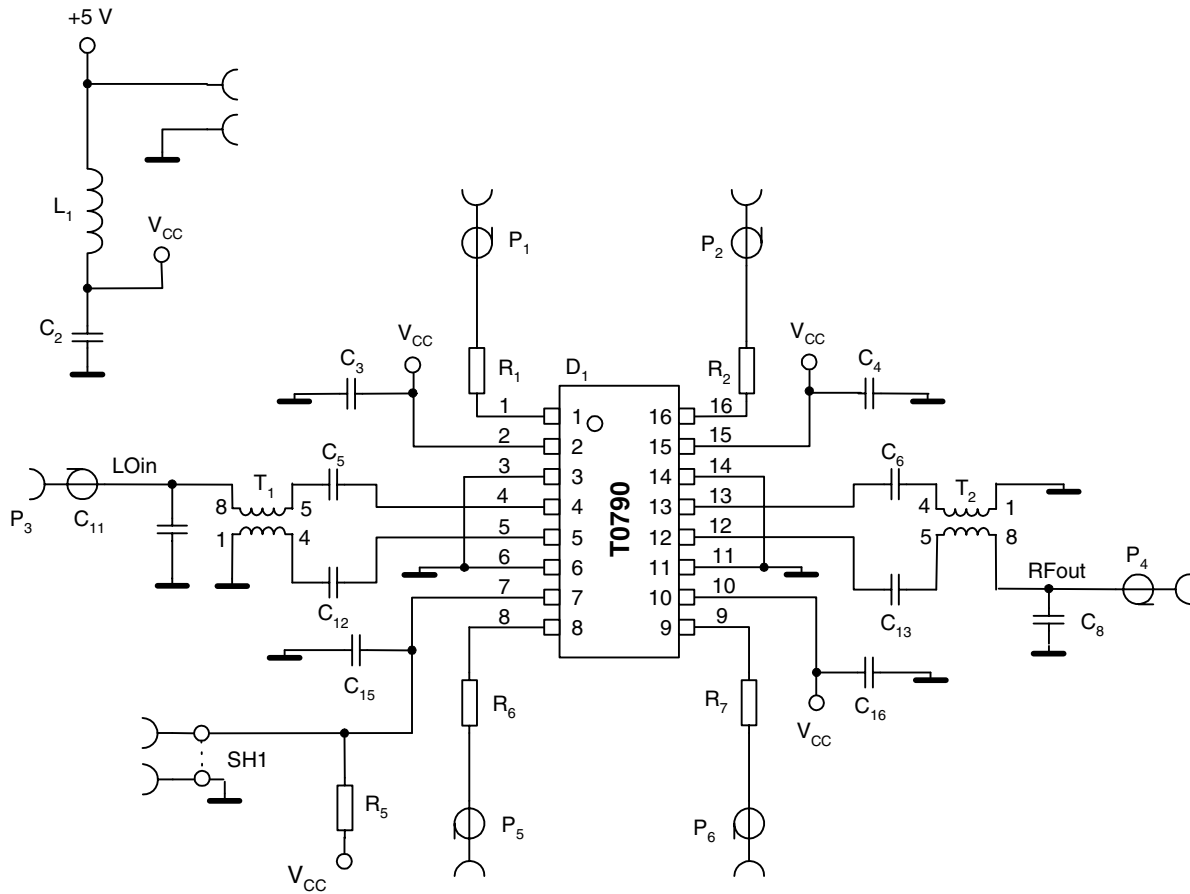 +5 V
L1
VCC
C2
P1
P2
C3
VCC
R1
D1
R2
VCC
C4
1
1
16
16
2
2
15
15
3
3
14
14
4
4
13
13
5
5
12
12
6
6
11
11
7
7
10
10
8
8
9
9
T0790
LOin
P3
C11
T1
8
5
1
4
C5
C12
C6
T2
4
1
5
8
C13
RFout
P4
C8
C15
R6
R7
C16
VCC
SH1
R5
VCC
P5
P6